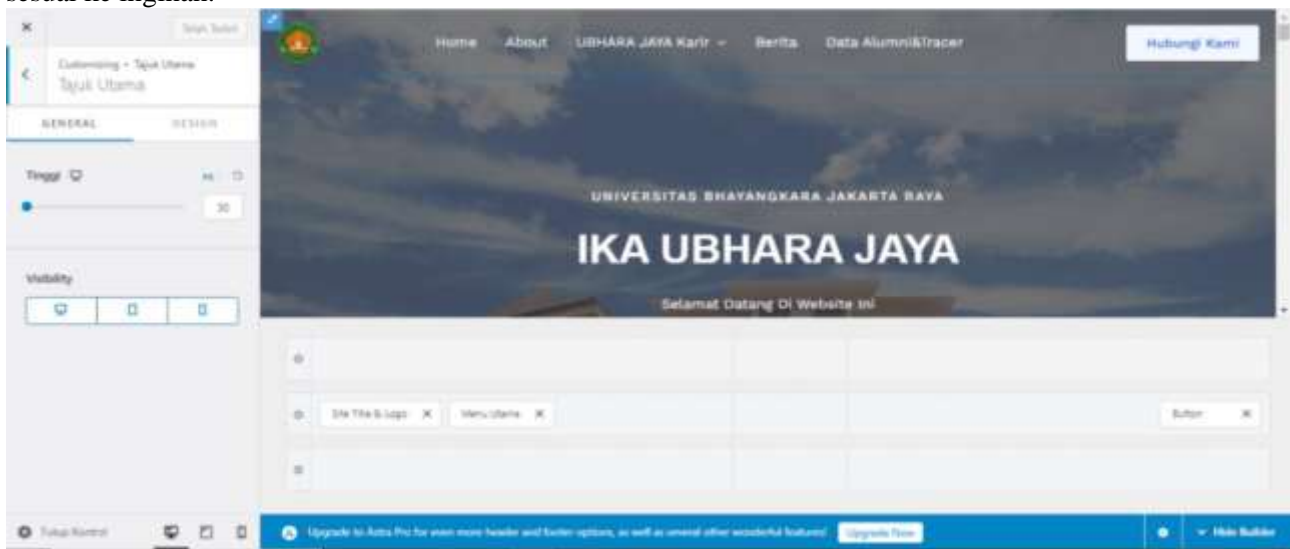 Telah Terbit
Customizing • Tajuk Utama
Tajuk Utama
GENERAL DESIGN
Tinggi
30
Visibility
Home About UBHARA JAYA Karir Berita Data Alumni&Tracer
Hubungi Kami
UNIVERSITAS BHAYANGKARA JAKARTA RAYA
IKA UBHARA JAYA
Selamat Datang Di Website Ini
Site Title & Logo Menu Utama Button
Tutup Kontrol
Upgrade to Astra Pro for even more header and footer options, as well as several other wonderful features! Upgrade Now
Hide Builder